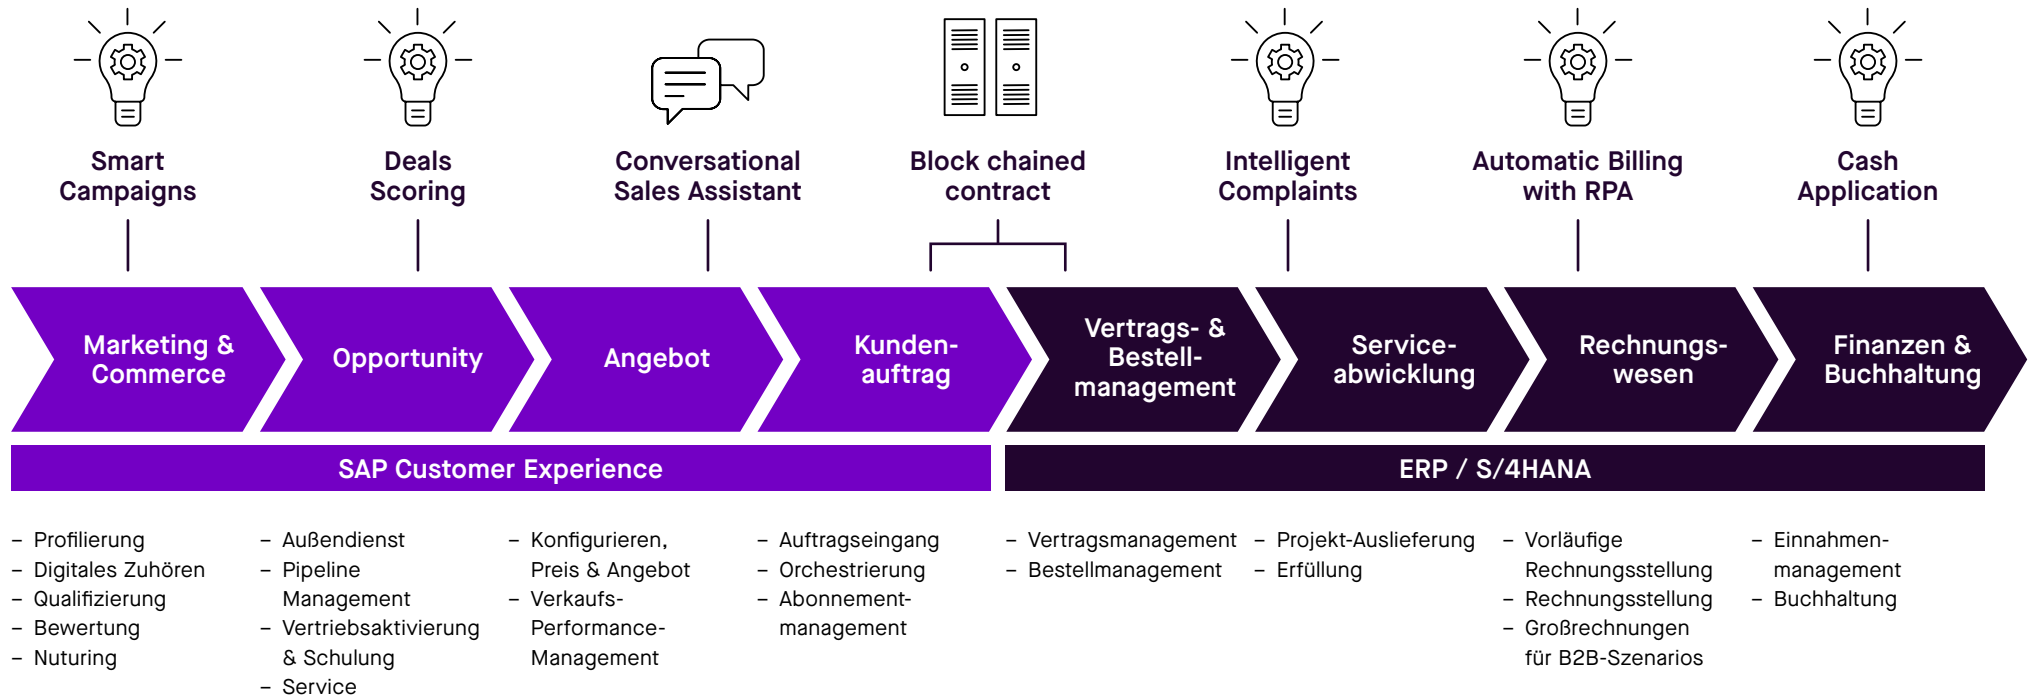 Smart
Campaigns
Deals
Scoring
Conversational
Sales Assistant
Block chained
contract
Intelligent
Complaints
Automatic Billing
with RPA
Cash
Application
Marketing &
Commerce
Opportunity
Angebot
Kunden-
auftrag
Vertrags- &
Bestell-
management
Service-
abwicklung
Rechnungs-
wesen
Finanzen &
Buchhaltung
SAP Customer Experience
ERP / S/4HANA
– Profilierung
– Digitales Zuhören
– Qualifizierung
– Bewertung
– Nuturing
– Außendienst
– Pipeline
Management
– Vertriebsaktivierung
& Schulung
– Service
– Konfigurieren,
Preis & Angebot
– Verkaufs-
Performance-
Management
– Auftragseingang
– Orchestrierung
– Abonnement-
management
– Vertragsmanagement
– Bestellmanagement
– Projekt-Auslieferung
– Erfüllung
– Vorläufige
Rechnungsstellung
– Rechnungsstellung
– Großrechnungen
für B2B-Szenarios
– Einnahmen-
management
– Buchhaltung